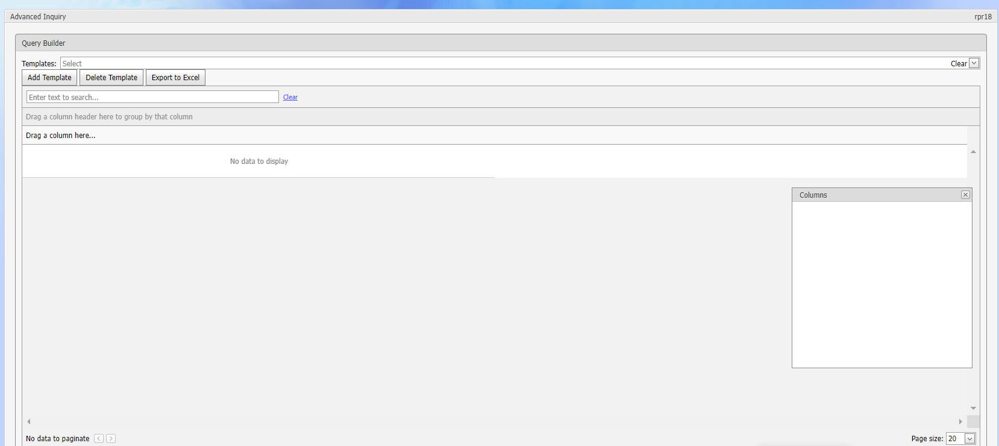 Advanced Inquiry rpr18
Query Builder
Templates: Select Clear
Add Template Delete Template Export to Excel
Enter text to search... Clear
Drag a column header here to group by that column
Drag a column here...
No data to display
Columns
No data to paginate Page size: 20